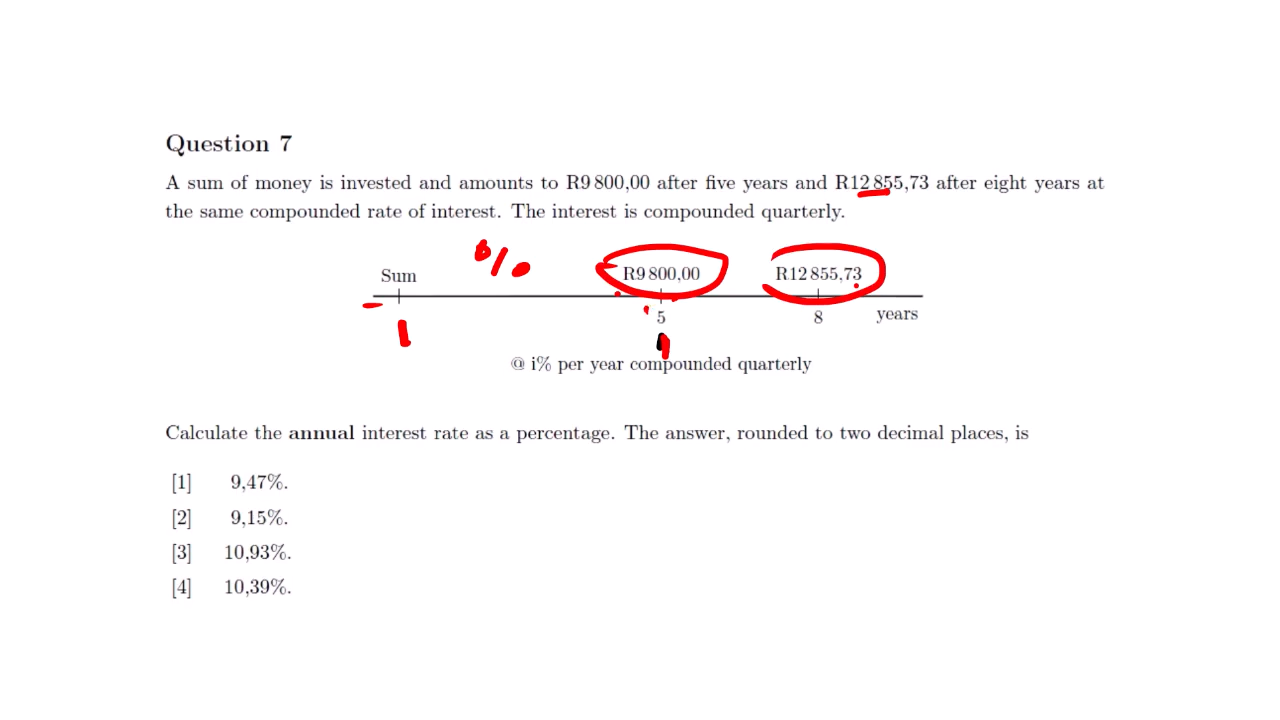 Question 7
A sum of money is invested and amounts to R9 800,00 after five years and R12 855,73 after eight years at
the same compounded rate of interest. The interest is compounded quarterly.
%
Sum R9 800,00 R12 855,73
5 8 years
@ i% per year compounded quarterly
Calculate the annual interest rate as a percentage. The answer, rounded to two decimal places, is
[1] 9,47%.
[2] 9,15%.
[3] 10,93%.
[4] 10,39%.